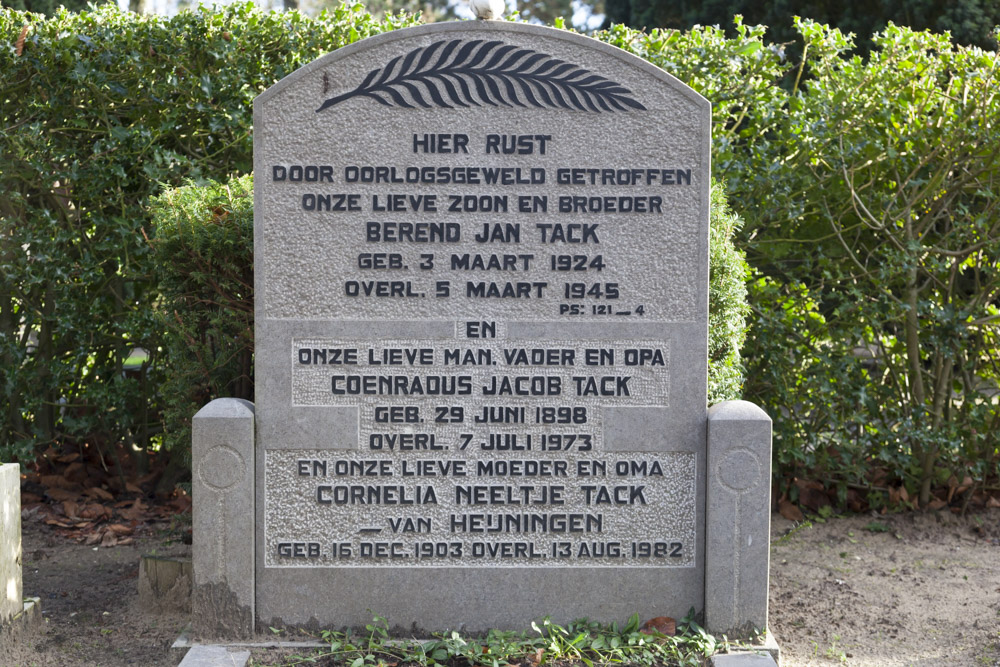 HIER RUST
DOOR OORLOGSGEWELD GETROFFEN
ONZE LIEVE ZOON EN BROEDER
BEREND JAN TACK
GEB. 3 MAART 1924
OVERL. 5 MAART 1945
PS: 121_4
EN
ONZE LIEVE MAN. VADER EN OPA
COENRADUS JACOB TACK
GEB. 29 JUNI 1898
OVERL. 7 JULI 1973
EN ONZE LIEVE MOEDER EN OMA
CORNELIA NEELTJE TACK
_VAN HEIJNINGEN
GEB. 16 DEC. 1903 OVERL. 13 AUG. 1982